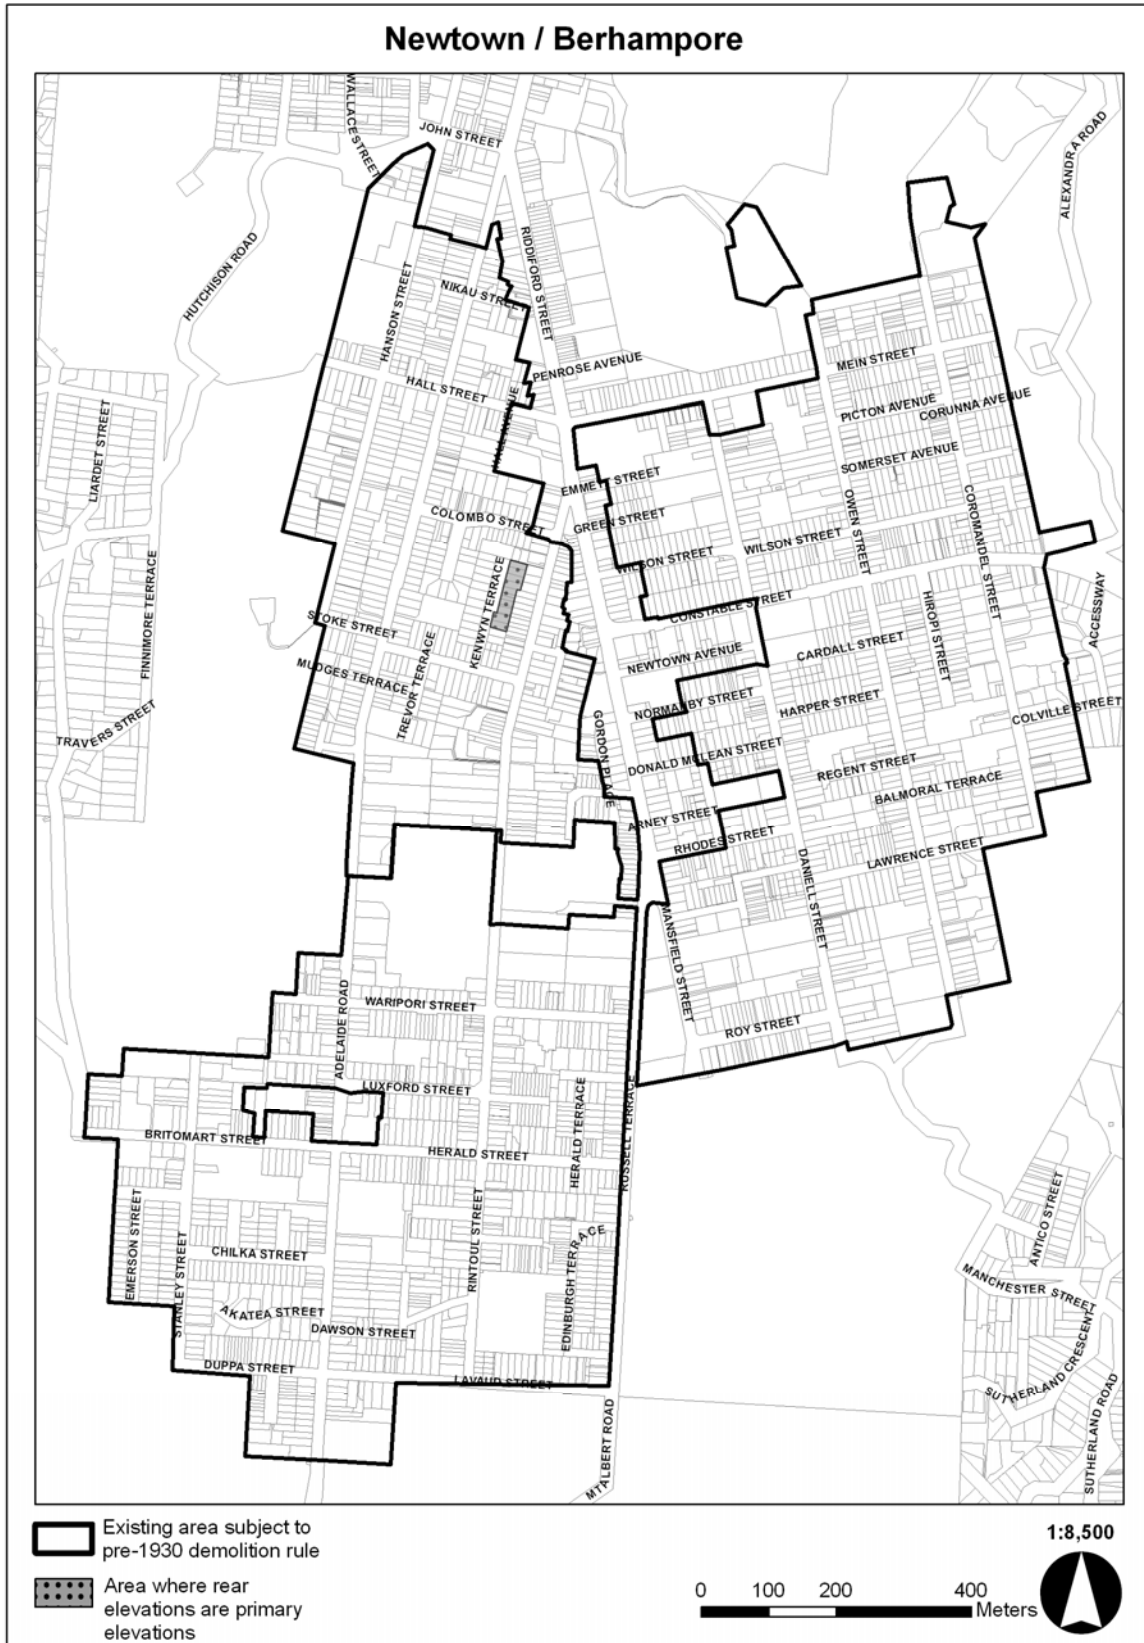 Newtown / Berhampore
WALLACE STREET
JOHN STREET
ALEXANDRA ROAD
HUTCHISON ROAD
RIDDIFORD STREET
HANSON STREET
NIKAU STREET
PENROSE AVENUE
MEIN STREET
HALL STREET
HALL AVENUE
PICTON AVENUE
CORUNNA AVENUE
LIARDET STREET
SOMERSET AVENUE
EMMETT STREET
COLOMBO STREET
GREEN STREET
OWEN STREET
COROMANDEL STREET
WILSON STREET
WILSON STREET
KENWYN TERRACE
FINNIMORE TERRACE
CONSTABLE STREET
HIROPI STREET
ACCESSWAY
STOKE STREET
CARDALL STREET
NEWTOWN AVENUE
MUDGES TERRACE
TREVOR TERRACE
NORMANBY STREET
HARPER STREET
COLVILLE STREET
TRAVERS STREET
GORDON PLACE
DONALD MCLEAN STREET
REGENT STREET
BALMORAL TERRACE
ARNEY STREET
RHODES STREET
LAWRENCE STREET
DANIELL STREET
MANSFIELD STREET
ADELAIDE ROAD
WARIPORI STREET
ROY STREET
LUXFORD STREET
HERALD TERRACE
RUSSELL TERRACE
BRITOMART STREET
HERALD STREET
EMERSON STREET
STANLEY STREET
RINTOUL STREET
ANTICO STREET
CHILKA STREET
EDINBURGH TERRACE
MANCHESTER STREET
AKATEA STREET
DAWSON STREET
DUPPA STREET
LAVAUD STREET
SUTHERLAND CRESCENT
SUTHERLAND ROAD
MTALBERT ROAD
Existing area subject to
pre-1930 demolition rule
Area where rear
elevations are primary
elevations
1:8,500
0 100 200 400
Meters